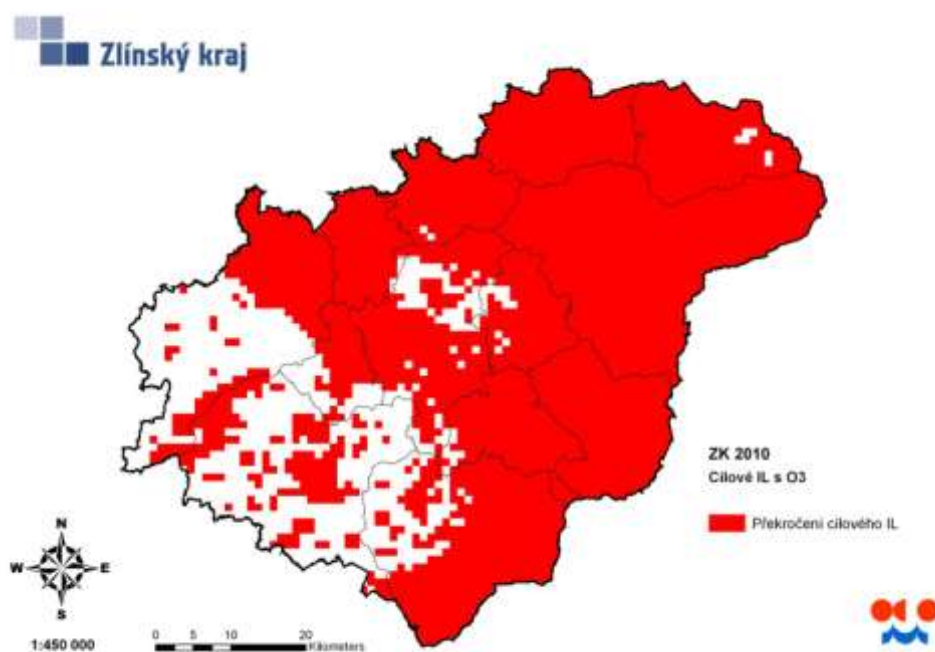 Zlínský kraj
ZK 2010
Cílové IL s O3
Překročení cílového IL
N
W E
S
1:450 000
0 5 10 20
Kilometers